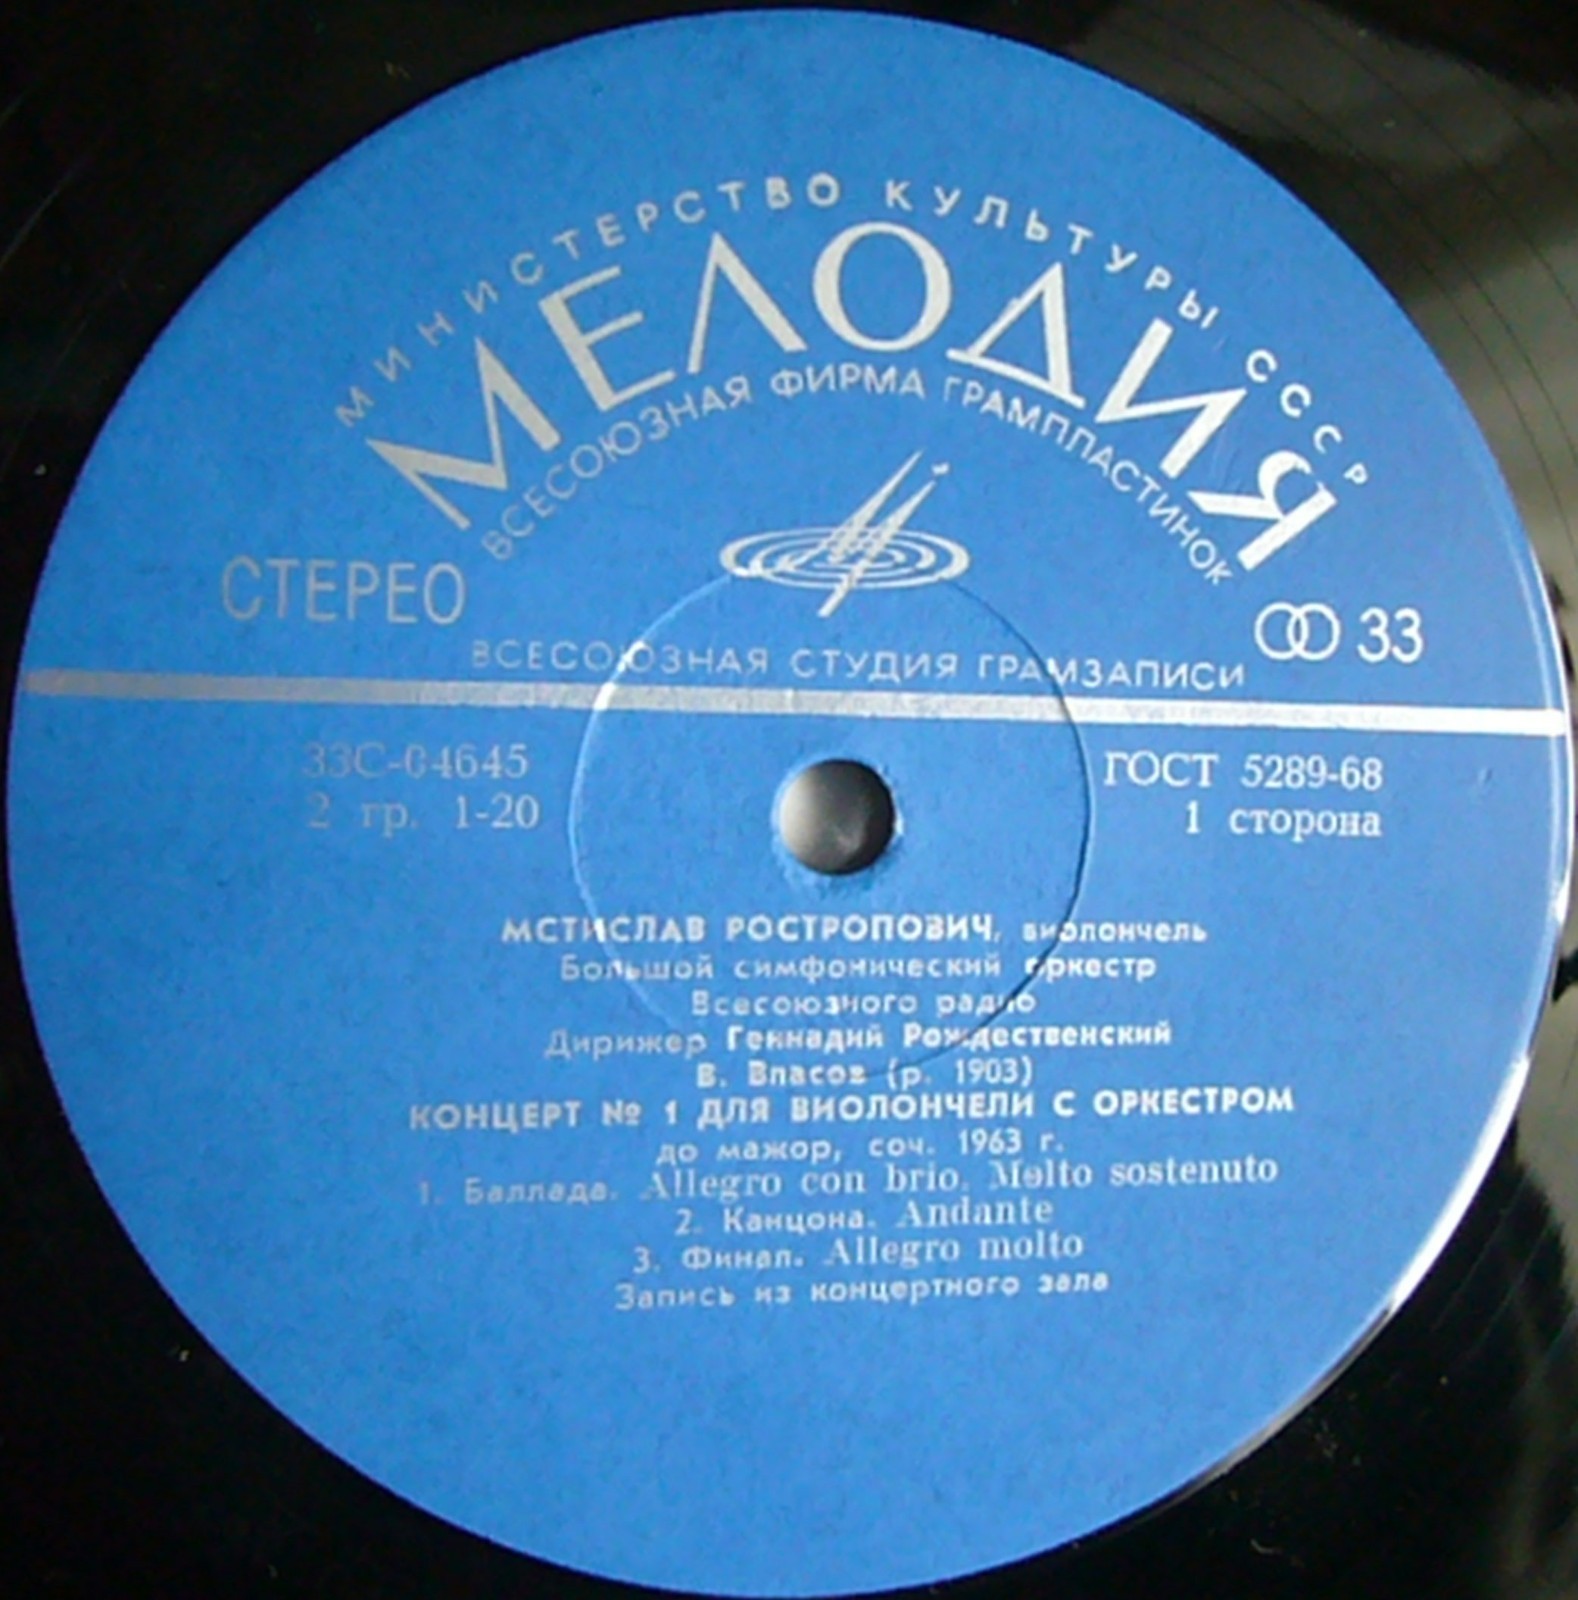 МИНИСТЕРСТВО КУЛЬТУРЫ СССР
МЕЛОДИЯ
ВСЕСОЮЗНАЯ ФИРМА ГРАМПЛАСТИНОК
СТЕРЕО
33
ВСЕСОЮЗНАЯ СТУДИЯ ГРАМЗАПИСИ
33С-04645
ГОСТ 5289-68
2 гр. 1-20
1 сторона
МСТИСЛАВ РОСТРОПОВИЧ, виолончель
Большой симфонический оркестр
Всесоюзного радио
Дирижер Геннадий Рождественский
В. Власов (р. 1903)
КОНЦЕРТ № 1 ДЛЯ ВИОЛОНЧЕЛИ С ОРКЕСТРОМ
до мажор, соч. 1963 г.
1. Баллада. Allegro con brio. Molto sostenuto
2. Канцона. Andante
3. Финал. Allegro molto
Запись из концертного зала